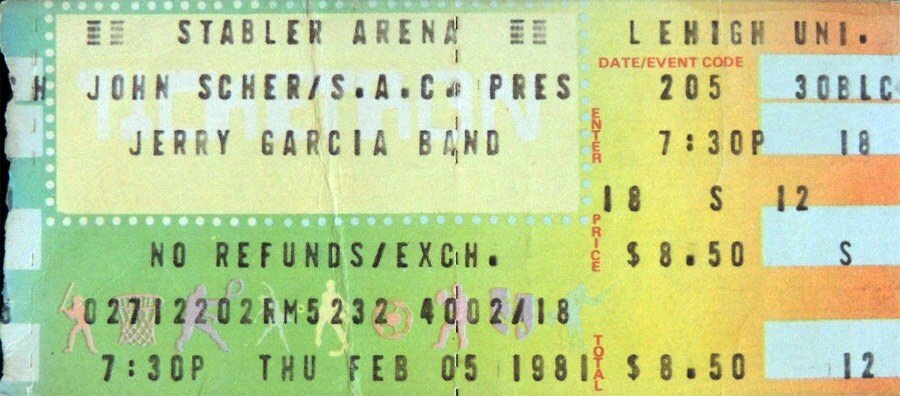 STABLER ARENA LEHIGH UNI.
DATE/EVENT CODE
H JOHN SCHER/S.A.C. PRES 205 30BLC
TICKETRON
JERRY GARCIA BAND ENTER 7:30P 18
18 S 12
NO REFUNDS/EXCH. PRICE $8.50 S
8 02712202RM5232 4002/18
7:30P THU FEB 05 1981 TOTAL $8.50 12